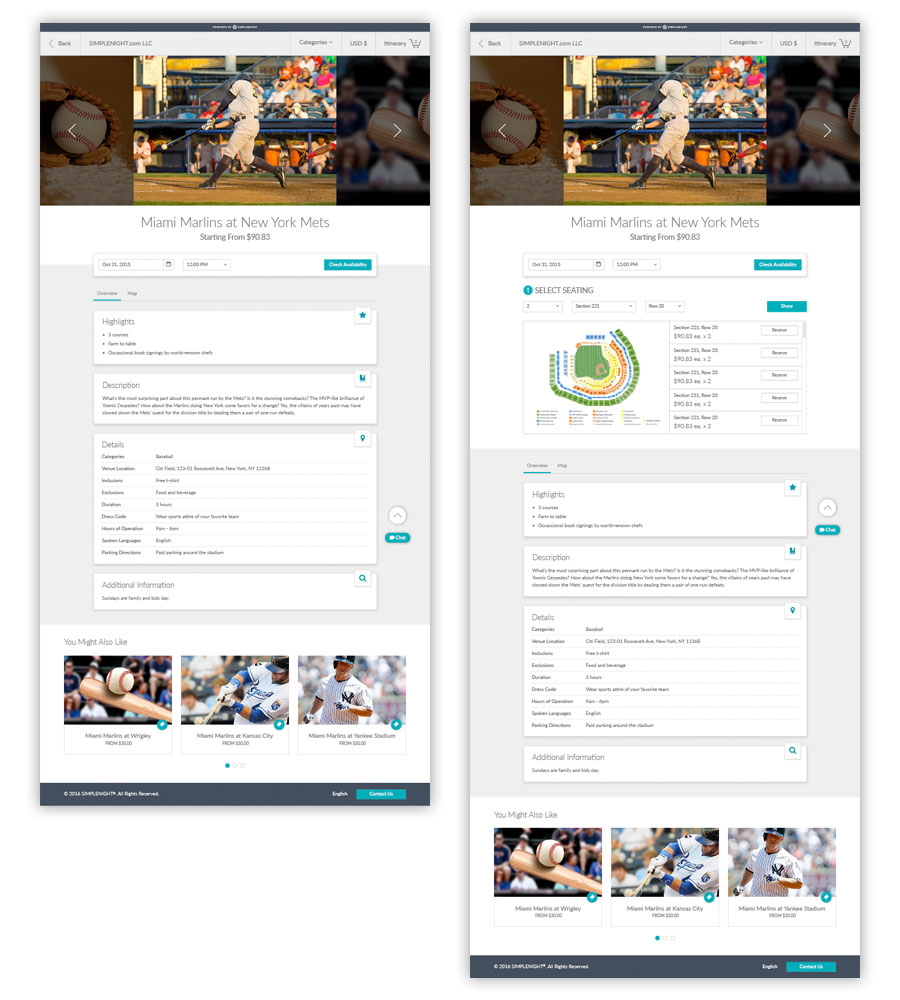 POWERED BY SIMPLENIGHT
Back
SIMPLENIGHT.com LLC
Categories
USD $
Itinerary
Miami Marlins at New York Mets
Starting From $90.83
Oct 31, 2015
12:00 PM
Check Availability
Overview
Map
Highlights
3 courses
Farm to table
Occassional book signings by world-renown chefs
Description
What's the most surprising part about this pennant run by the Mets? Is it the stunning comebacks? The MVP-like brilliance of
Yoenis Cespedes? How about the Marlins doing New York some favors for a change? Yes, the villains of years past may have
slowed down the Mets' quest for the division title by dealing them a pair of one-run defeats.
Details
Categories Baseball
Venue Location Citi Field, 123-01 Roosevelt Ave, New York, NY 11368
Inclusions Free t-shirt
Exclusions Food and beverage
Duration 3 hours
Dress Code Wear sports attire of your favorite team
Hours of Operation 9am - 6pm
Spoken Languages English
Parking Directions Paid parking around the stadium
Chat
Additional Information
Sundays are family and kids day.
You Might Also Like
Miami Marlins at Wrigley
FROM $30.00
Miami Marlins at Kansas City
FROM $30.00
Miami Marlins at Yankee Stadium
FROM $30.00
© 2016 SIMPLENIGHT®. All Rights Reserved.
English
Contact Us
POWERED BY SIMPLENIGHT
Back
SIMPLENIGHT.com LLC
Categories
USD $
Itinerary
Miami Marlins at New York Mets
Starting From $90.83
Oct 31, 2015
12:00 PM
Check Availability
1 SELECT SEATING
2
Section 221
Row 20
Show
Section 221, Row 20
$90.83 ea. x 2
Reserve
Section 221, Row 20
$90.83 ea. x 2
Reserve
Section 221, Row 20
$90.83 ea. x 2
Reserve
Section 221, Row 20
$90.83 ea. x 2
Reserve
Section 221, Row 20
$90.83 ea. x 2
Reserve
Overview
Map
Highlights
3 courses
Farm to table
Occassional book signings by world-renown chefs
Description
What's the most surprising part about this pennant run by the Mets? Is it the stunning comebacks? The MVP-like brilliance of
Yoenis Cespedes? How about the Marlins doing New York some favors for a change? Yes, the villains of years past may have
slowed down the Mets' quest for the division title by dealing them a pair of one-run defeats.
Details
Categories Baseball
Venue Location Citi Field, 123-01 Roosevelt Ave, New York, NY 11368
Inclusions Free t-shirt
Exclusions Food and beverage
Duration 3 hours
Dress Code Wear sports attire of your favorite team
Hours of Operation 9am - 6pm
Spoken Languages English
Parking Directions Paid parking around the stadium
Chat
Additional Information
Sundays are family and kids day.
You Might Also Like
Miami Marlins at Wrigley
FROM $30.00
Miami Marlins at Kansas City
FROM $30.00
Miami Marlins at Yankee Stadium
FROM $30.00
© 2016 SIMPLENIGHT®. All Rights Reserved.
English
Contact Us